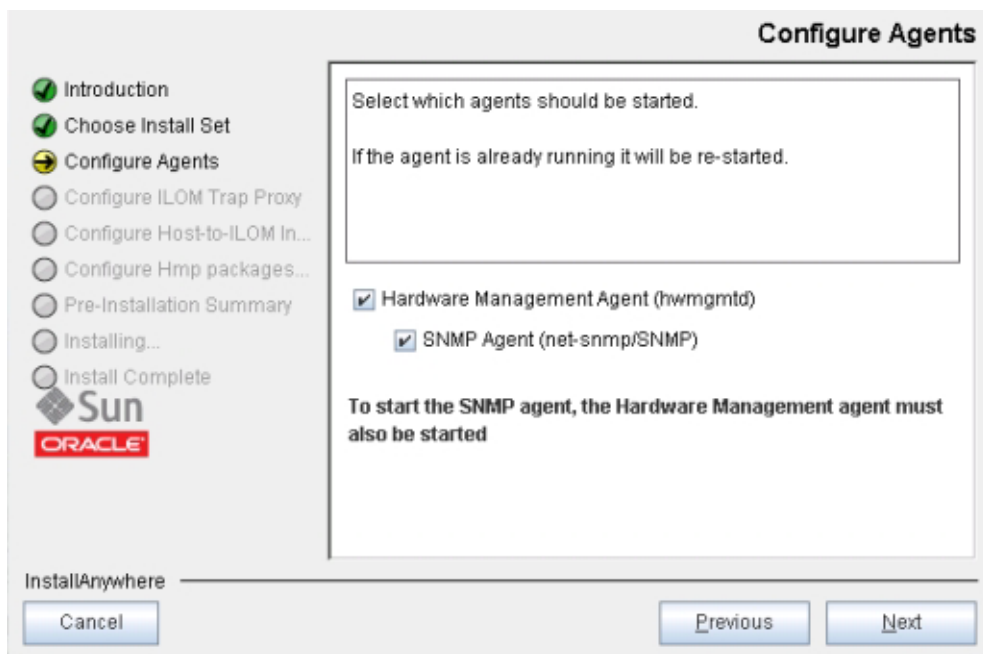 Configure Agents
Introduction
Choose Install Set
Configure Agents
Configure ILOM Trap Proxy
Configure Host-to-ILOM In...
Configure Hmp packages...
Pre-Installation Summary
Installing...
Install Complete
Sun
ORACLE
Select which agents should be started.
If the agent is already running it will be re-started.
Hardware Management Agent (hwmgmtd)
SNMP Agent (net-snmp/SNMP)
To start the SNMP agent, the Hardware Management agent must
also be started
InstallAnywhere
Cancel
Previous
Next